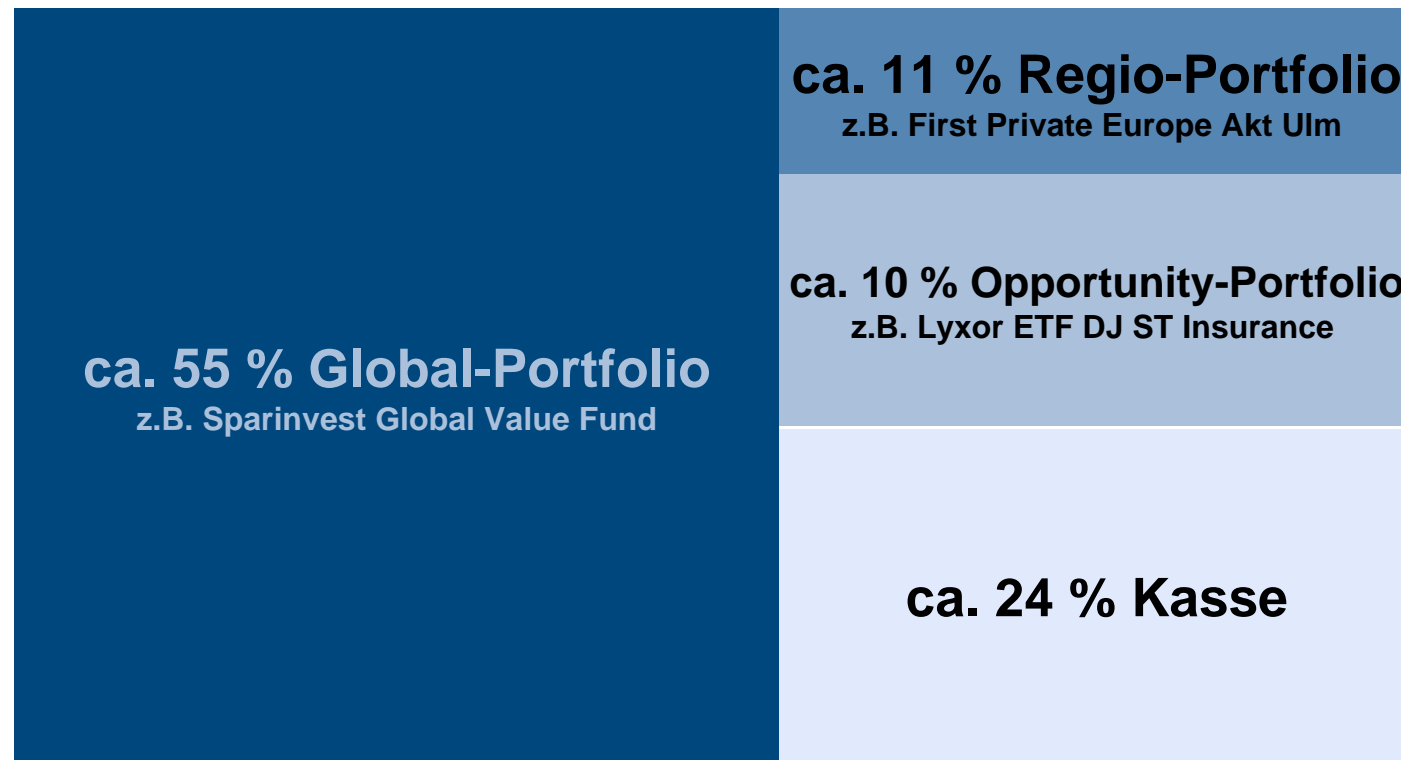 ca. 55 % Global-Portfolio
z.B. Sparinvest Global Value Fund
ca. 11 % Regio-Portfolio
z.B. First Private Europe Akt Ulm
ca. 10 % Opportunity-Portfolio
z.B. Lyxor ETF DJ ST Insurance
ca. 24 % Kasse